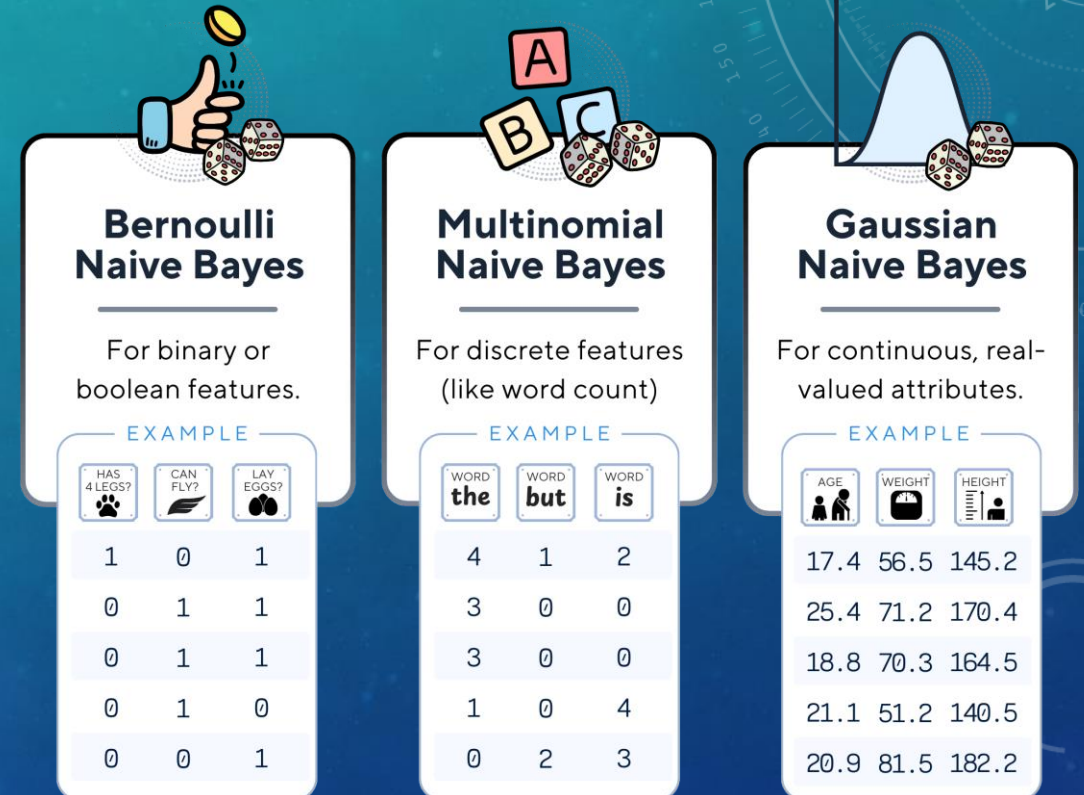 A
B
C
Bernoulli
Naive Bayes
For binary or
boolean features.
EXAMPLE
HAS
4 LEGS?
CAN
FLY?
LAY
EGGS?
1 0 1
0 1 1
0 1 1
0 1 0
0 0 1
Multinomial
Naive Bayes
For discrete features
(like word count)
EXAMPLE
WORD
the
WORD
but
WORD
is
4 1 2
3 0 0
3 0 0
1 0 4
0 2 3
Gaussian
Naive Bayes
For continuous, real-
valued attributes.
EXAMPLE
AGE
WEIGHT
HEIGHT
17.4 56.5 145.2
25.4 71.2 170.4
18.8 70.3 164.5
21.1 51.2 140.5
20.9 81.5 182.2
150